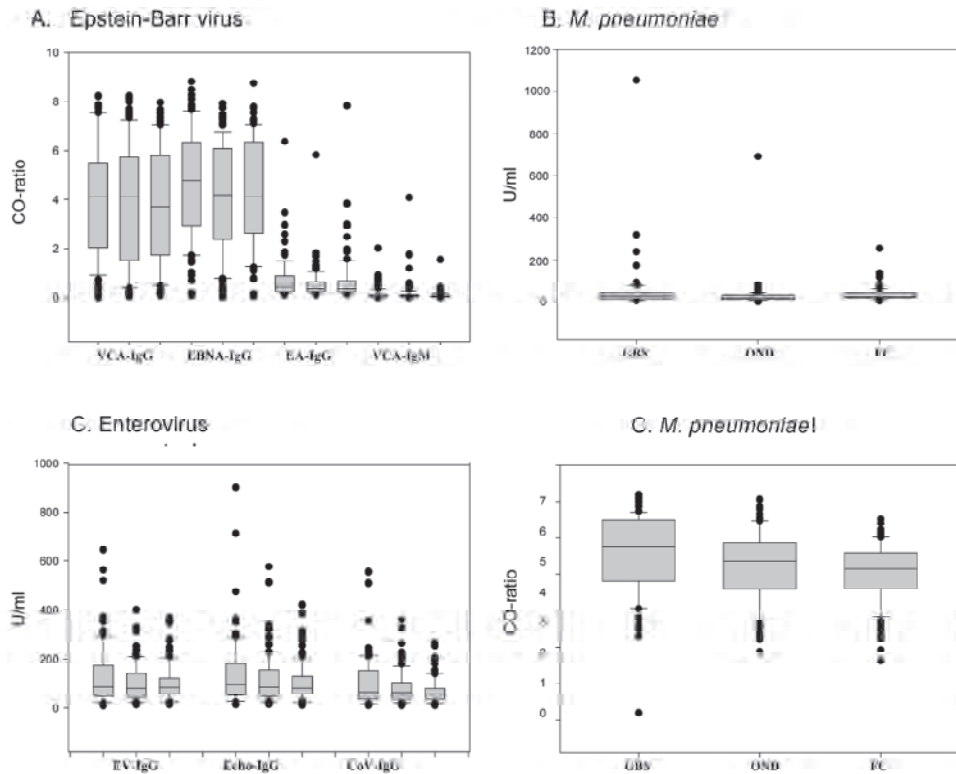 A. Epstein-Barr virus
10
8
6
4
2
0
CO-ratio
VCA-IgG EBNA-IgG EA-IgG VCA-IgM
B. M. pneumoniae
1200
1000
800
600
400
200
0
U/ml
GBS OND
C. Enterovirus
1000
800
600
400
200
0
U/ml
EV-IgG Echo-IgG CoV-IgG
C. M. pneumoniael
7
6
5
4
3
2
1
0
CO-ratio
GBS OND